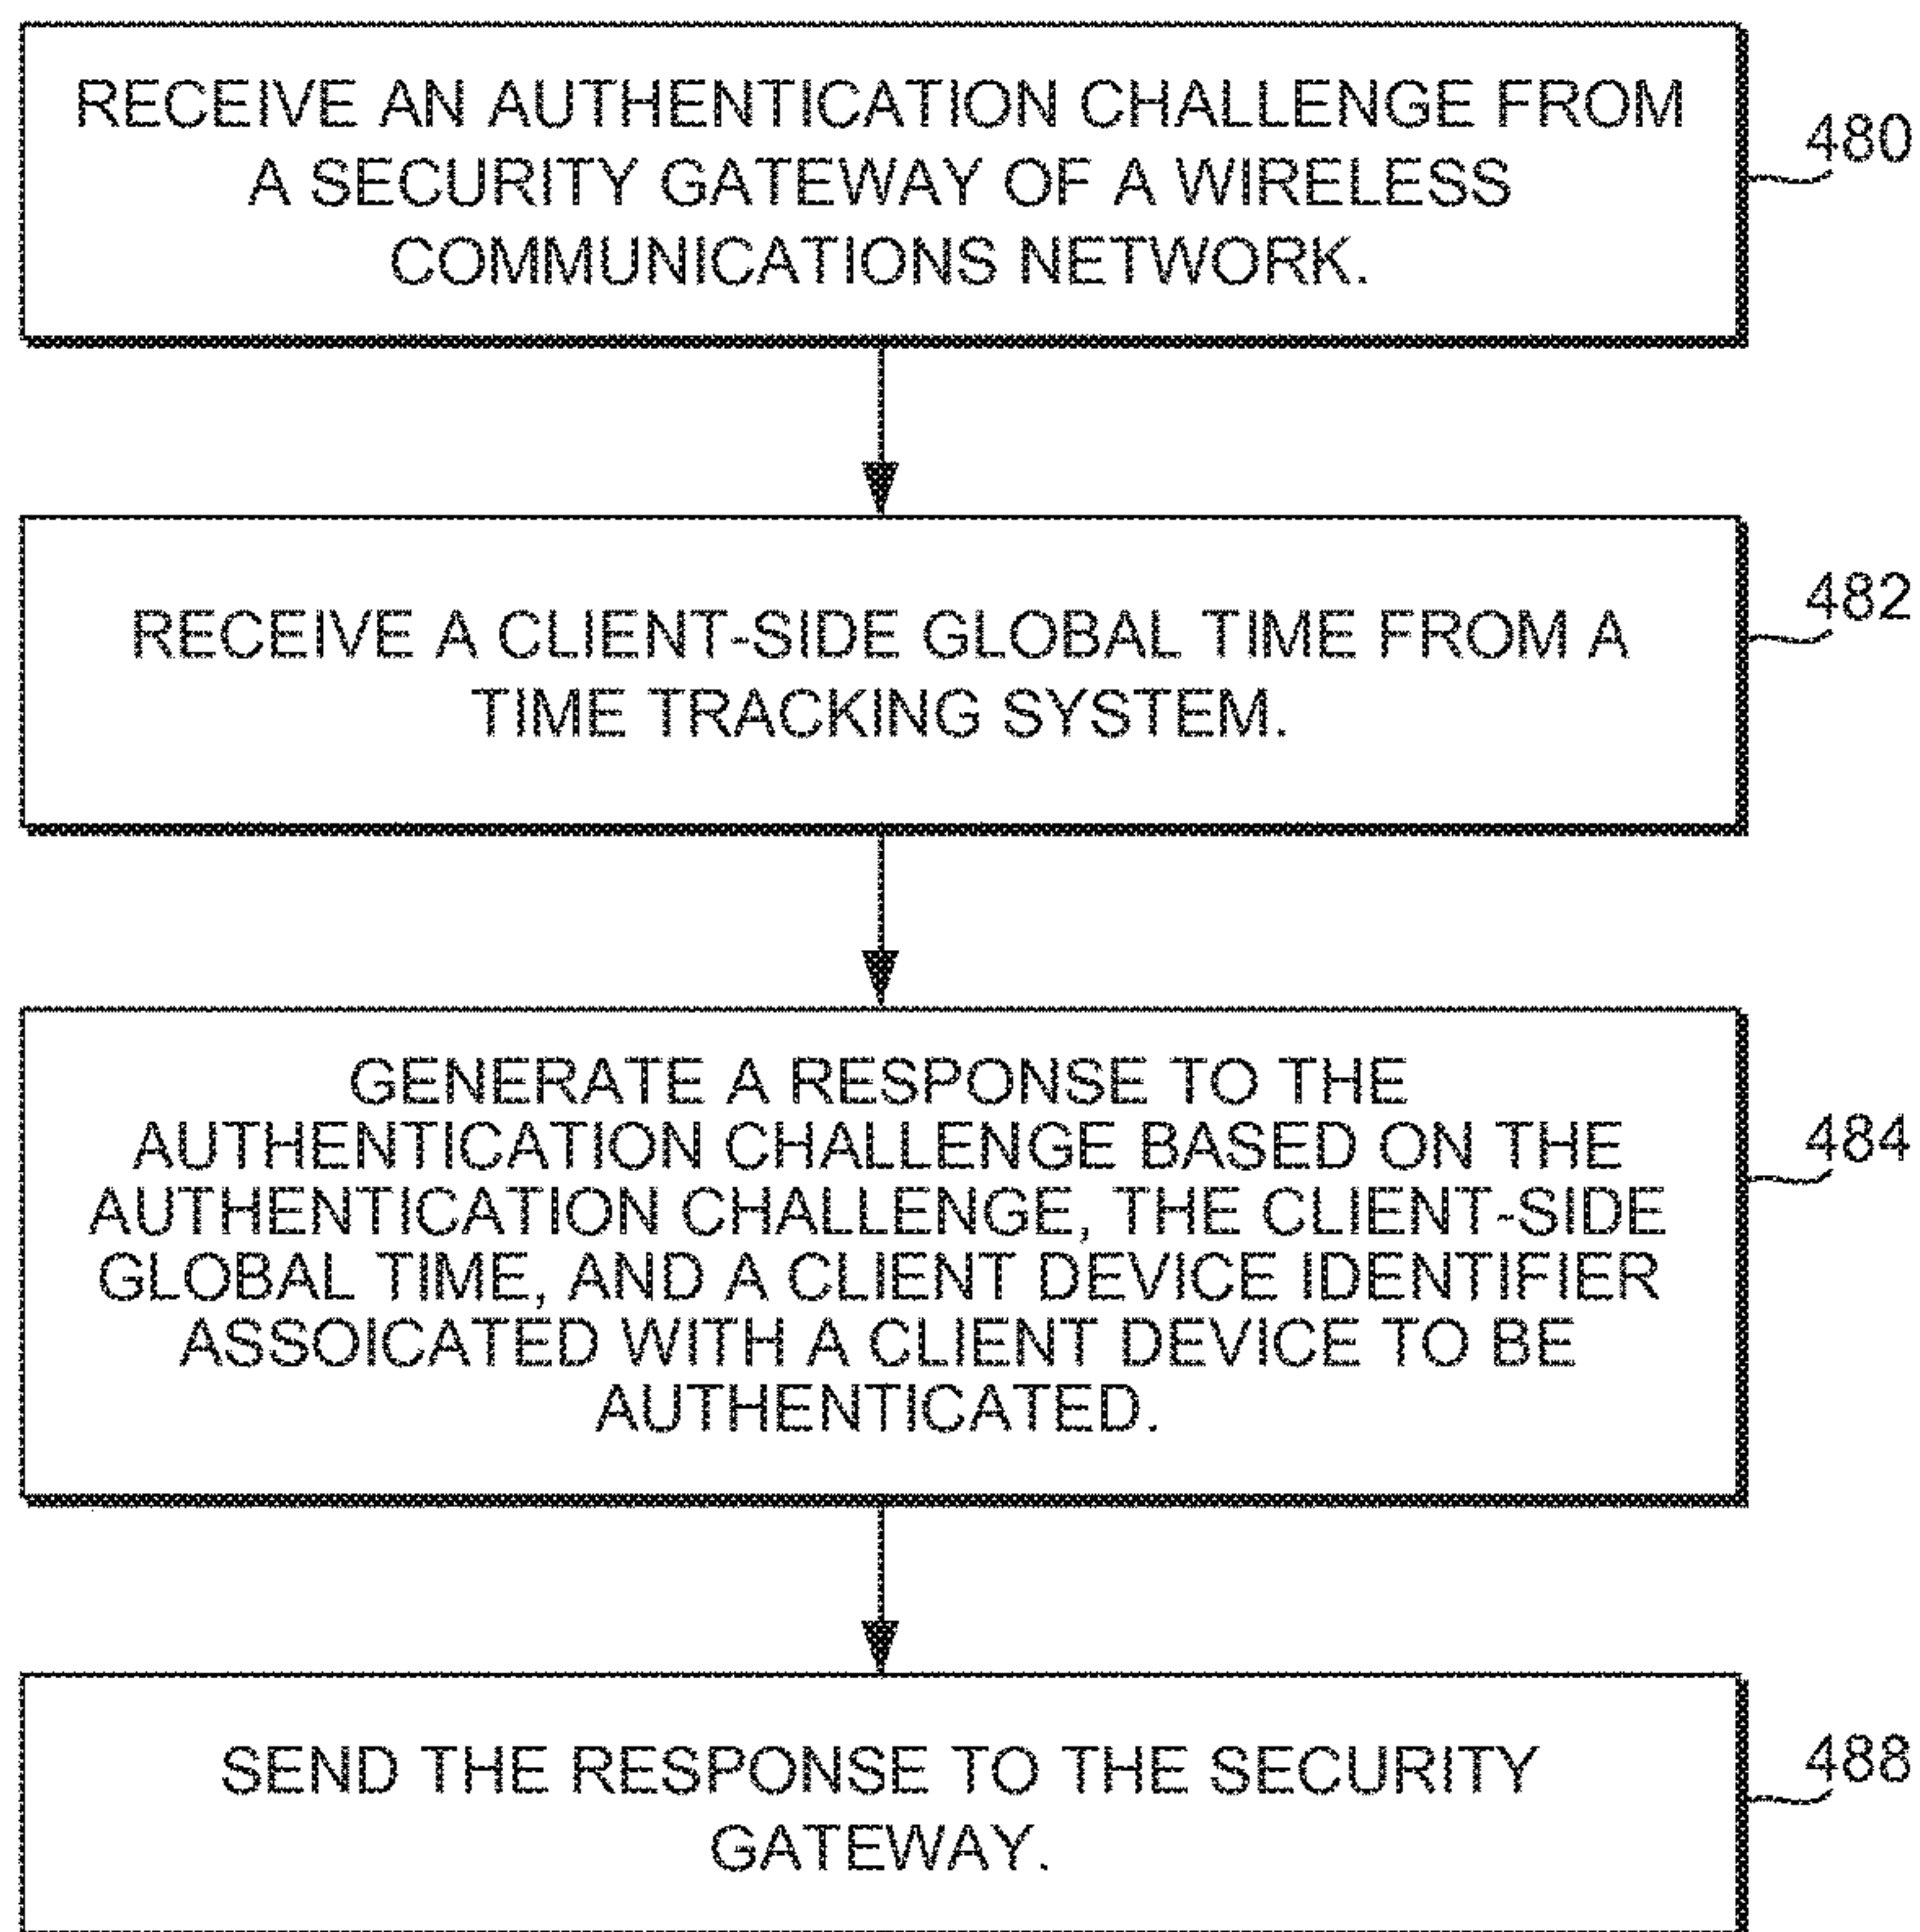 RECEIVE AN AUTHENTICATION CHALLENGE FROM
A SECURITY GATEWAY OF A WIRELESS
COMMUNICATIONS NETWORK.
480
RECEIVE A CLIENT-SIDE GLOBAL TIME FROM A
TIME TRACKING SYSTEM.
482
GENERATE A RESPONSE TO THE
AUTHENTICATION CHALLENGE BASED ON THE
AUTHENTICATION CHALLENGE, THE CLIENT-SIDE
GLOBAL TIME, AND A CLIENT DEVICE IDENTIFIER
ASSOICATED WITH A CLIENT DEVICE TO BE
AUTHENTICATED.
484
SEND THE RESPONSE TO THE SECURITY
GATEWAY.
488